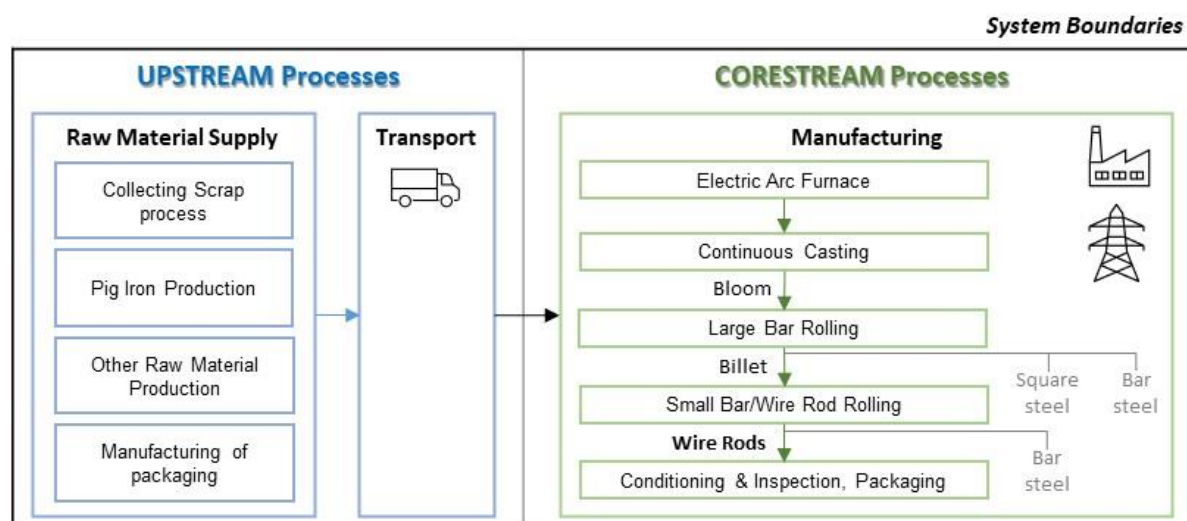 System Boundaries
UPSTREAM Processes
CORESTREAM Processes
Raw Material Supply
Collecting Scrap
process
Pig Iron Production
Other Raw Material
Production
Manufacturing of
packaging
Transport
Manufacturing
Electric Arc Furnace
Continuous Casting
Bloom
Large Bar Rolling
Billet
Square
steel
Bar
steel
Small Bar/Wire Rod Rolling
Wire Rods
Bar
steel
Conditioning & Inspection, Packaging